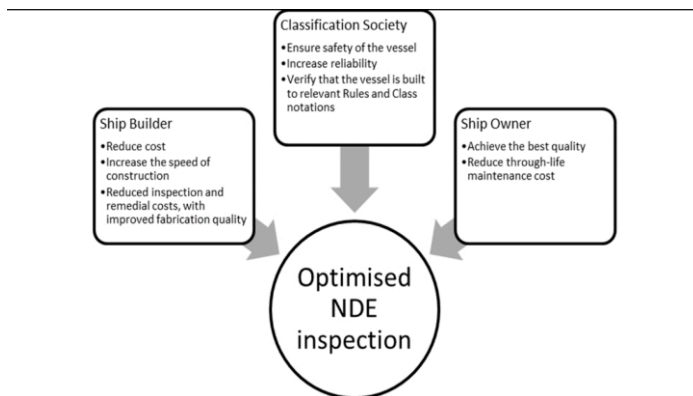 Classification Society
•Ensure safety of the vessel
•Increase reliability
•Verify that the vessel is built
to relevant Rules and Class
notations
Ship Builder
•Reduce cost
•Increase the speed of
construction
•Reduced inspection and
remedial costs, with
improved fabrication quality
Ship Owner
•Achieve the best quality
•Reduce through-life
maintenance cost
Optimised
NDE
inspection